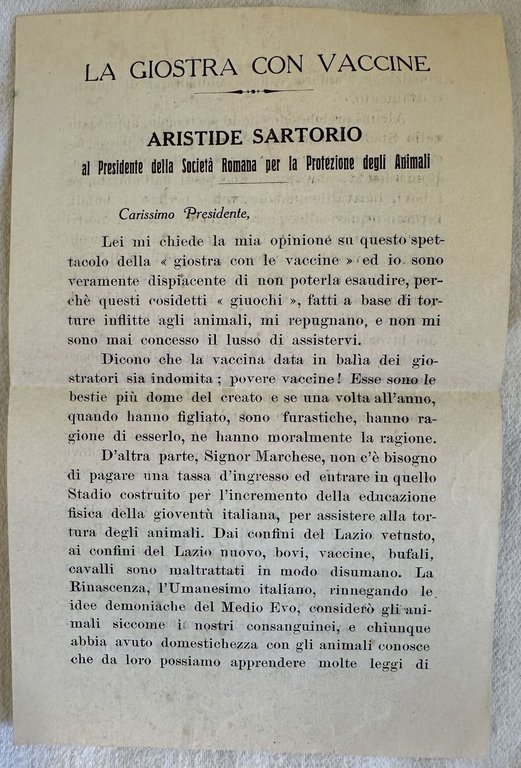 LA GIOSTRA CON VACCINE
ARISTIDE SARTORIO
al Presidente della Società Romana per la Protezione degli Animali
Carissimo Presidente,
Lei mi chiede la mia opinione su questo spet-
tacolo della « giostra con le vaccine » ed io sono
veramente dispiacente di non poterla esaudire, per-
chè questi cosidetti « giuochi », fatti a base di tor-
ture inflitte agli animali, mi repugnano, e non mi
sono mai concesso il lusso di assistervi.
Dicono che la vaccina data in balìa dei gio-
stratori sia indomita ; povere vaccine! Esse sono le
bestie più dome del creato e se una volta all'anno,
quando hanno figliato, sono furastiche, hanno ra-
gione di esserlo, ne hanno moralmente la ragione.
D'altra parte, Signor Marchese, non c'è bisogno
di pagare una tassa d'ingresso ed entrare in quello
Stadio costruito per l'incremento della educazione
fisica della gioventù italiana, per assistere alla tor-
tura degli animali. Dai confini del Lazio vetusto,
ai confini del Lazio nuovo, bovi, vaccine, bufali,
cavalli sono maltrattati in modo disumano. La
Rinascenza, l'Umanesimo italiano, rinnegando le
idee demoniache del Medio Evo, considerò gli ani-
mali siccome i nostri consanguinei, e chiunque
abbia avuto domestichezza con gli animali conosce
che da loro possiamo apprendere molte leggi di